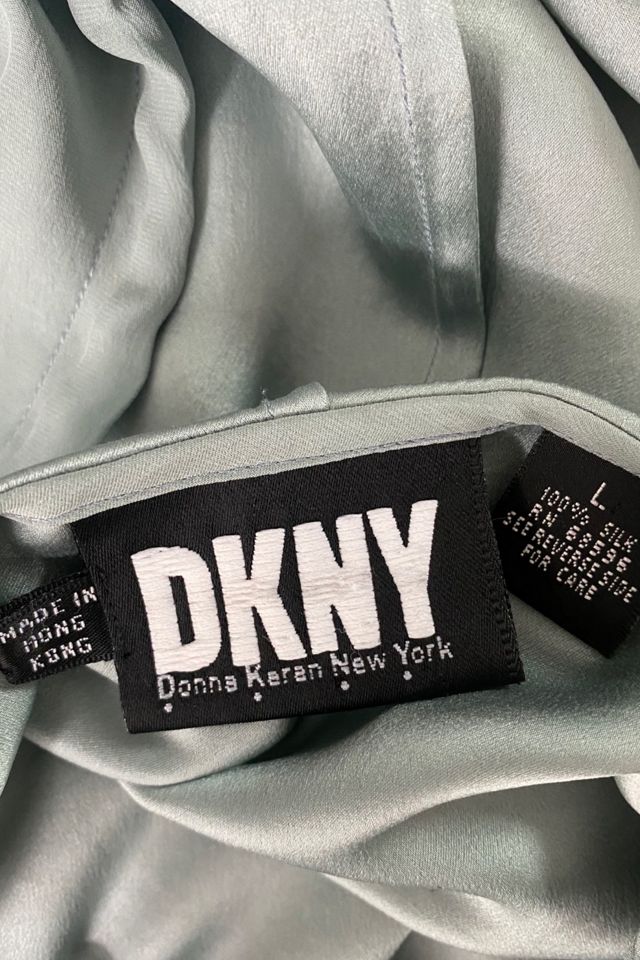 DKNY
Donna Karan New York
MADE IN
HONG
KONG
L
100% SILK
SEE REVERSE SIDE
FOR CARE